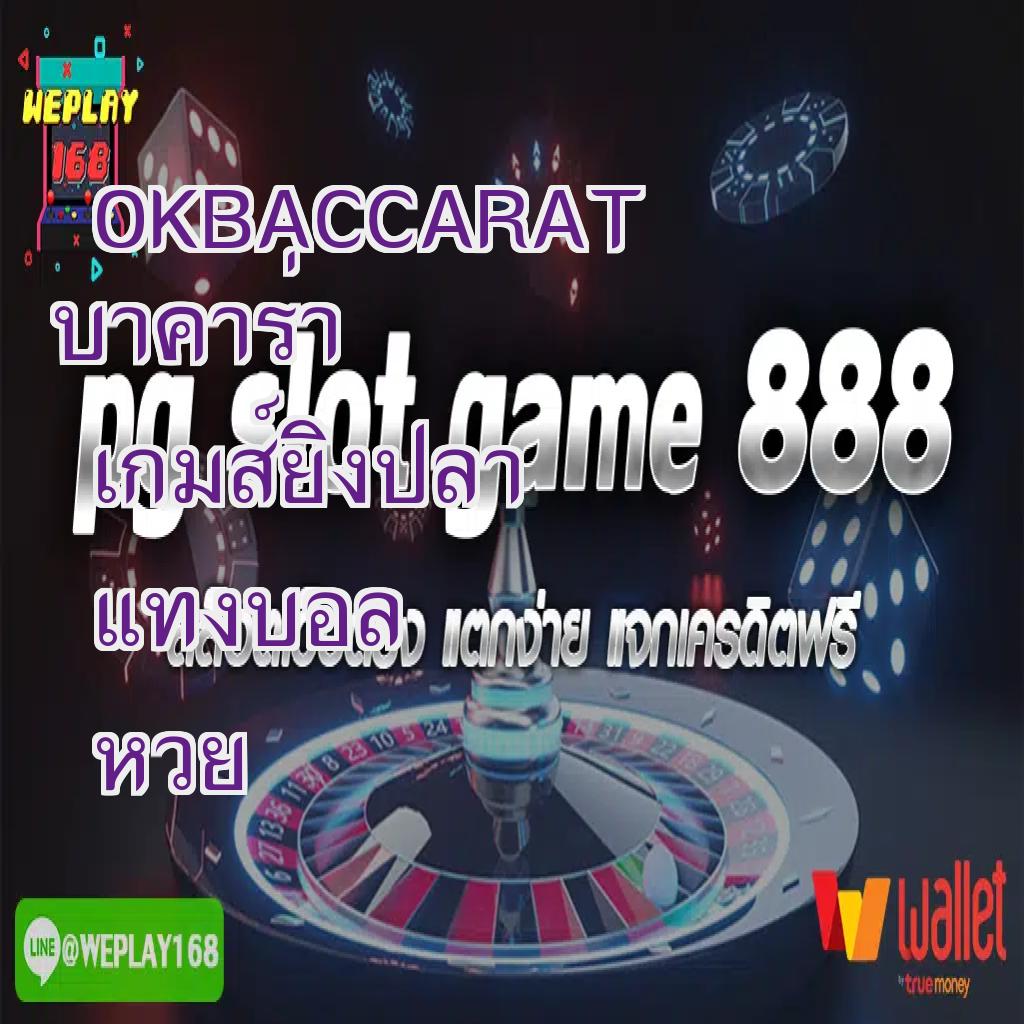 WEPLAY
168
OKBACCARAT
บาคาร่า
pg slot game 888
เกมส์ยิงปลา
แทงบอล
แตกง่าย แจกเครดิตฟรี
หวย
LINE @WEPLAY168
wallet
by truemoney